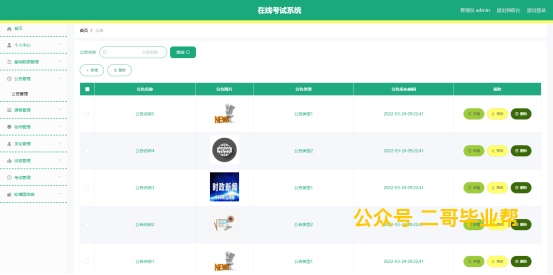 在线考试系统
管理员 admin 退出到前台 退出登录
首页
个人中心
基础数据管理
公告管理
公告管理
老师管理
学生管理
试卷管理
考试管理
轮播图信息
首页 / 公告
公告名称 公告名称 查询
+ 新增 删除
公告名称 公告图片 公告类型 公告发布时间 操作
公告名称5 NEWS 公告类型1 2022-03-24 09:22:41 详情 修改 删除
公告名称4 公告类型2 2022-03-24 09:22:41 详情 修改 删除
公告名称3 时政新闻 公告类型1 2022-03-24 09:22:41 详情 修改 删除
公告名称2 公告类型2 2022-03-24 09:22:41 详情 修改 删除
公众号 二哥毕业帮
公告名称1 NEWS 公告类型1 2022-03-24 09:22:41 详情 修改 删除